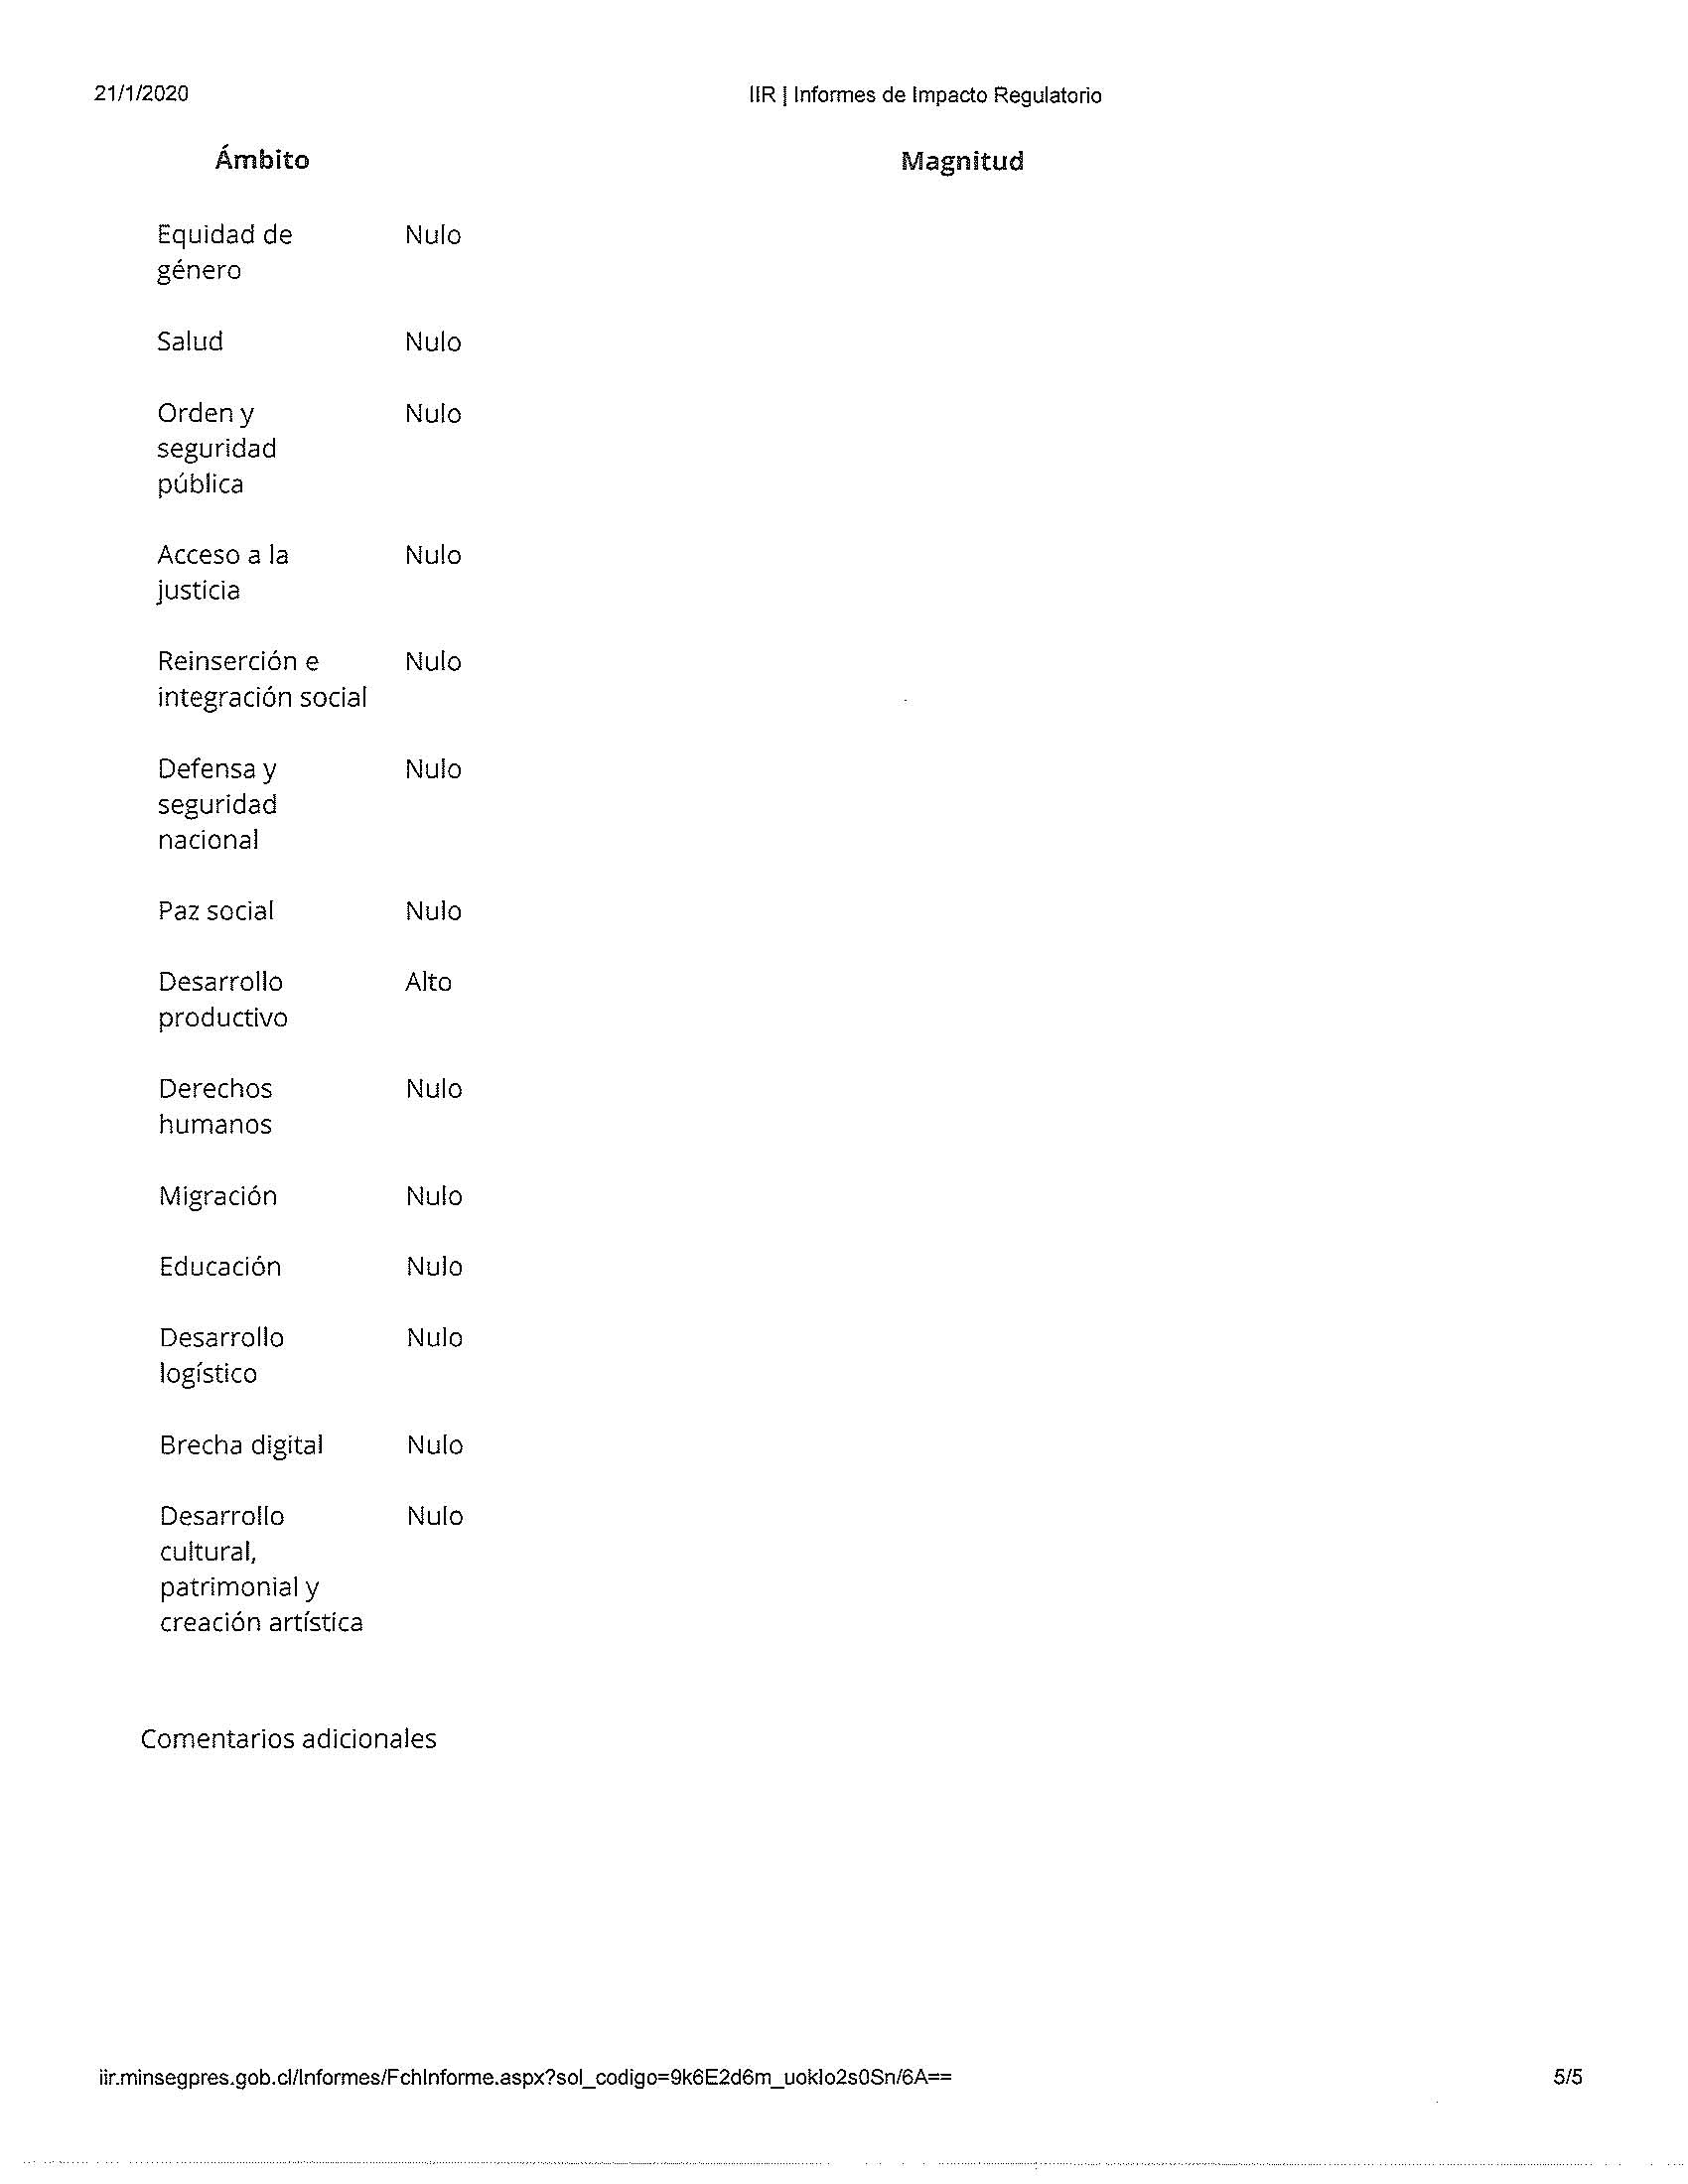 21/1/2020 IIR | Informes de Impacto Regulatorio
Ámbito Magnitud
Equidad de Nulo
género
Salud Nulo
Orden y Nulo
seguridad
pública
Acceso a la Nulo
justicia
Reinserción e Nulo
integración social
Defensa y Nulo
seguridad
nacional
Paz social Nulo
Desarrollo Alto
productivo
Derechos Nulo
humanos
Migración Nulo
Educación Nulo
Desarrollo Nulo
logístico
Brecha digital Nulo
Desarrollo Nulo
cultural,
patrimonial y
creación artística
Comentarios adicionales
iir.minsegpres.gob.cl/Informes/FchInforme.aspx?sol_codigo=9k6E2d6m_uoklo2s0Sn/6A== 5/5